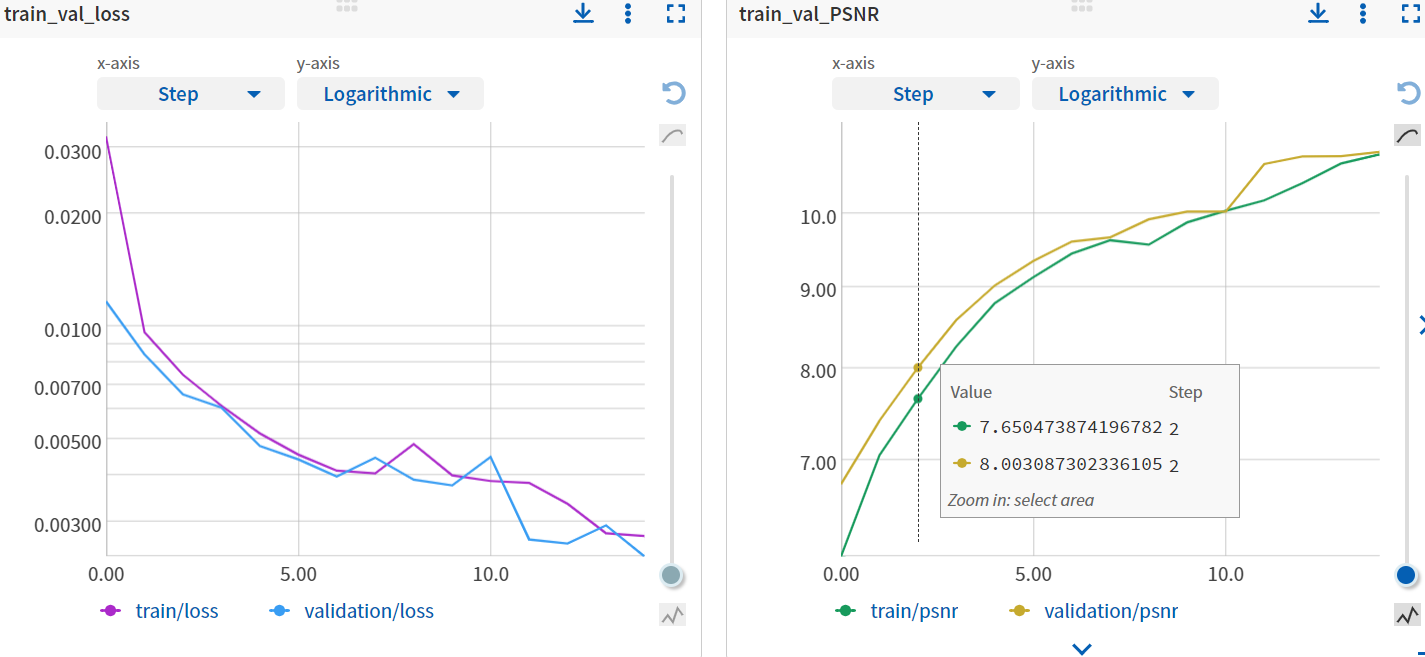 train_val_loss
x-axis
y-axis
Step
Logarithmic
0.0300
0.0200
0.0100
0.00700
0.00500
0.00300
0.00
5.00
10.0
train/loss
validation/loss
train_val_PSNR
x-axis
y-axis
Step
Logarithmic
10.0
9.00
8.00
7.00
Value Step
7.650473874196782 2
8.003087302336105 2
Zoom in: select area
0.00
5.00
10.0
train/psnr
validation/psnr